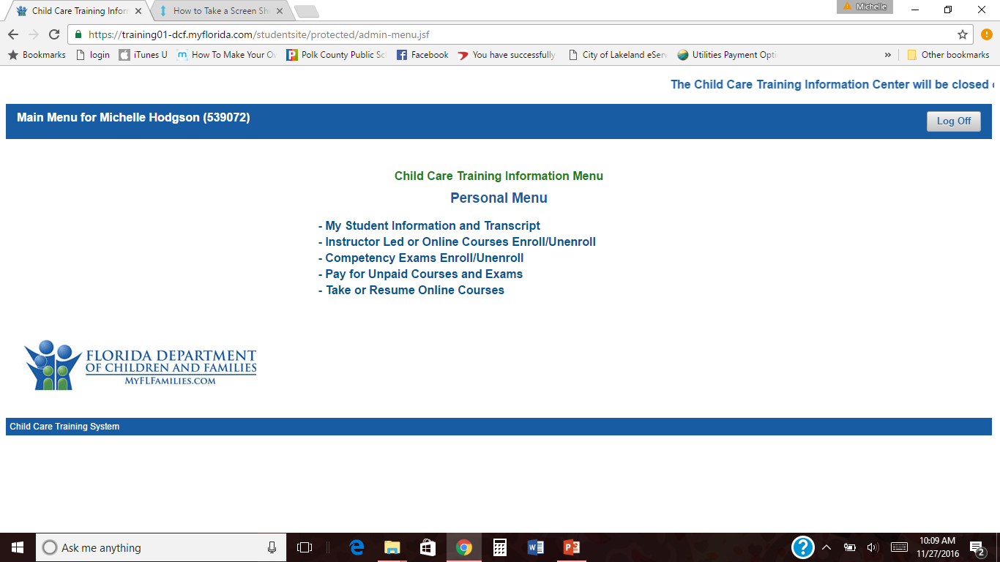 Child Care Training Inform
How to Take a Screen Sh
Michelle
https://training01-dcf.myflorida.com/studentsite/protected/admin-menu.jsf
Bookmarks login iTunes U How To Make Your Ow Polk County Public Sc Facebook You have successfully City of Lakeland eServ Utilities Payment Opti » Other bookmarks
The Child Care Training Information Center will be closed
Main Menu for Michelle Hodgson (539072)
Log Off
Child Care Training Information Menu
Personal Menu
- My Student Information and Transcript
- Instructor Led or Online Courses Enroll/Unenroll
- Competency Exams Enroll/Unenroll
- Pay for Unpaid Courses and Exams
- Take or Resume Online Courses
FLORIDA DEPARTMENT
OF CHILDREN AND FAMILIES
MYFLFAMILIES.COM
Child Care Training System
Ask me anything
10:09 AM
11/27/2016
2